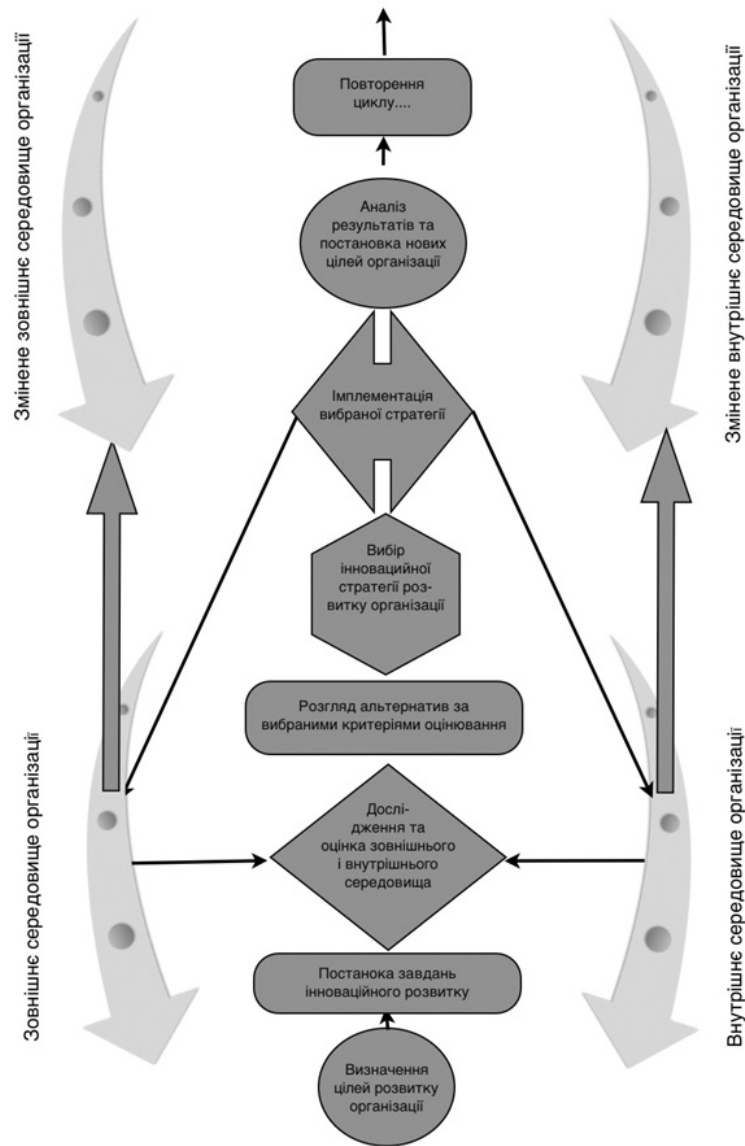 Змінене зовнішнє середовище організації
Змінене внутрішнє середовище організації
Повторення
циклу....
Аналіз
результатів та
постановка нових
цілей організації
Імплементація
вибраної стратегії
Вибір
інноваційної
стратегії роз-
витку організації
Розгляд альтернатив за
вибраними критеріями оцінювання
Зовнішнє середовище організації
Внутрішнє середовище організації
Дослі-
дження та
оцінка зовнішнього
і внутрішнього
середовища
Постанока завдань
інноваційного розвитку
Визначення
цілей розвитку
організації